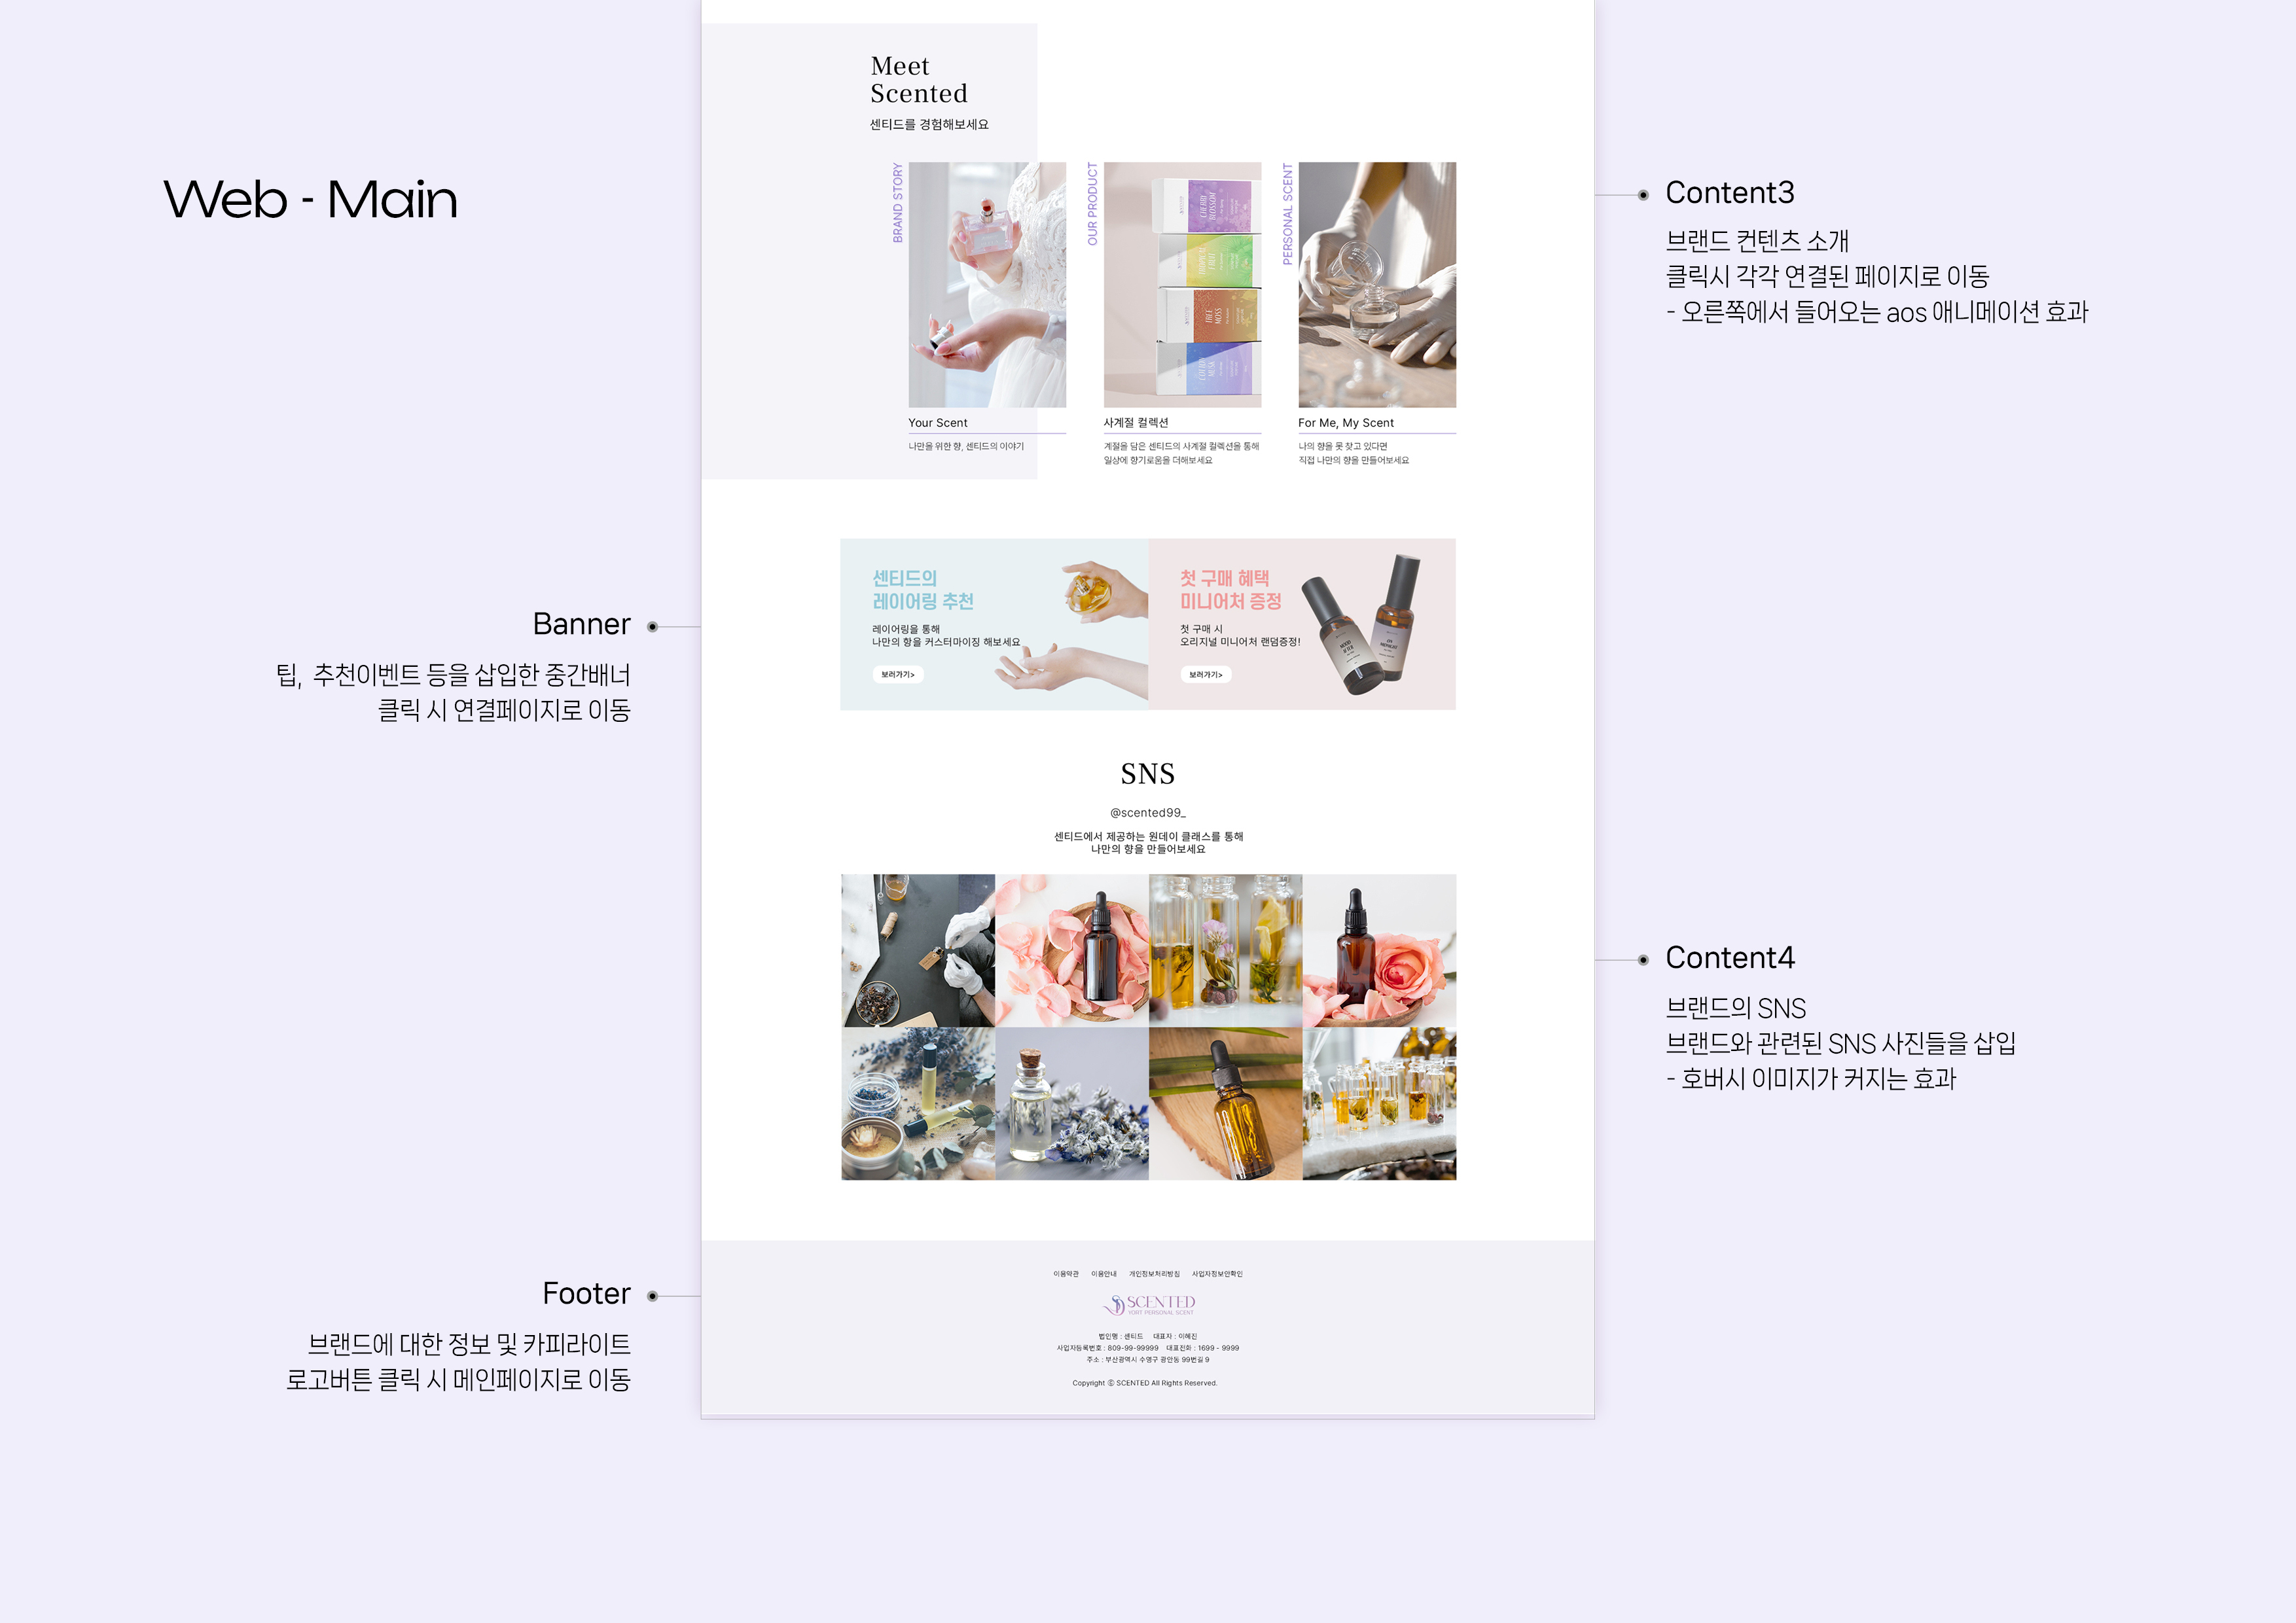 Web - Main
Meet
Scented
센티드를 경험해보세요
BRAND STORY
OUR PRODUCT
PERSONAL SCENT
CHERRY
BLOSSOM
TROPICAL
FRUIT
TREE
MOSS
Your Scent
나만을 위한 향, 센티드의 이야기
사계절 컬렉션
계절을 담은 센티드의 사계절 컬렉션을 통해
일상에 향기로움을 더해보세요
For Me, My Scent
나의 향을 못 찾고 있다면
직접 나만의 향을 만들어보세요
Content3
브랜드 컨텐츠 소개
클릭시 각각 연결된 페이지로 이동
- 오른쪽에서 들어오는 aos 애니메이션 효과
Banner
팁, 추천이벤트 등을 삽입한 중간배너
클릭 시 연결페이지로 이동
센티드의
레이어링 추천
레이어링을 통해
나만의 향을 커스터마이징 해보세요
보러가기>
첫 구매 혜택
미니어처 증정
첫 구매 시
오리지널 미니어처 랜덤증정!
보러가기>
SNS
@scented99_
센티드에서 제공하는 원데이 클래스를 통해
나만의 향을 만들어보세요
Content4
브랜드의 SNS
브랜드와 관련된 SNS 사진들을 삽입
- 호버시 이미지가 커지는 효과
Footer
브랜드에 대한 정보 및 카피라이트
로고버튼 클릭 시 메인페이지로 이동
이용약관 이용안내 개인정보처리방침 사업자정보안확인
SCENTED
YORT PERSONAL SCENT
법인명 : 센티드 대표자 : 이혜진
사업자등록번호 : 809-99-99999 대표전화 : 1699 - 9999
주소 : 부산광역시 수영구 광안동 99번길 9
Copyright ⓒ SCENTED All Rights Reserved.